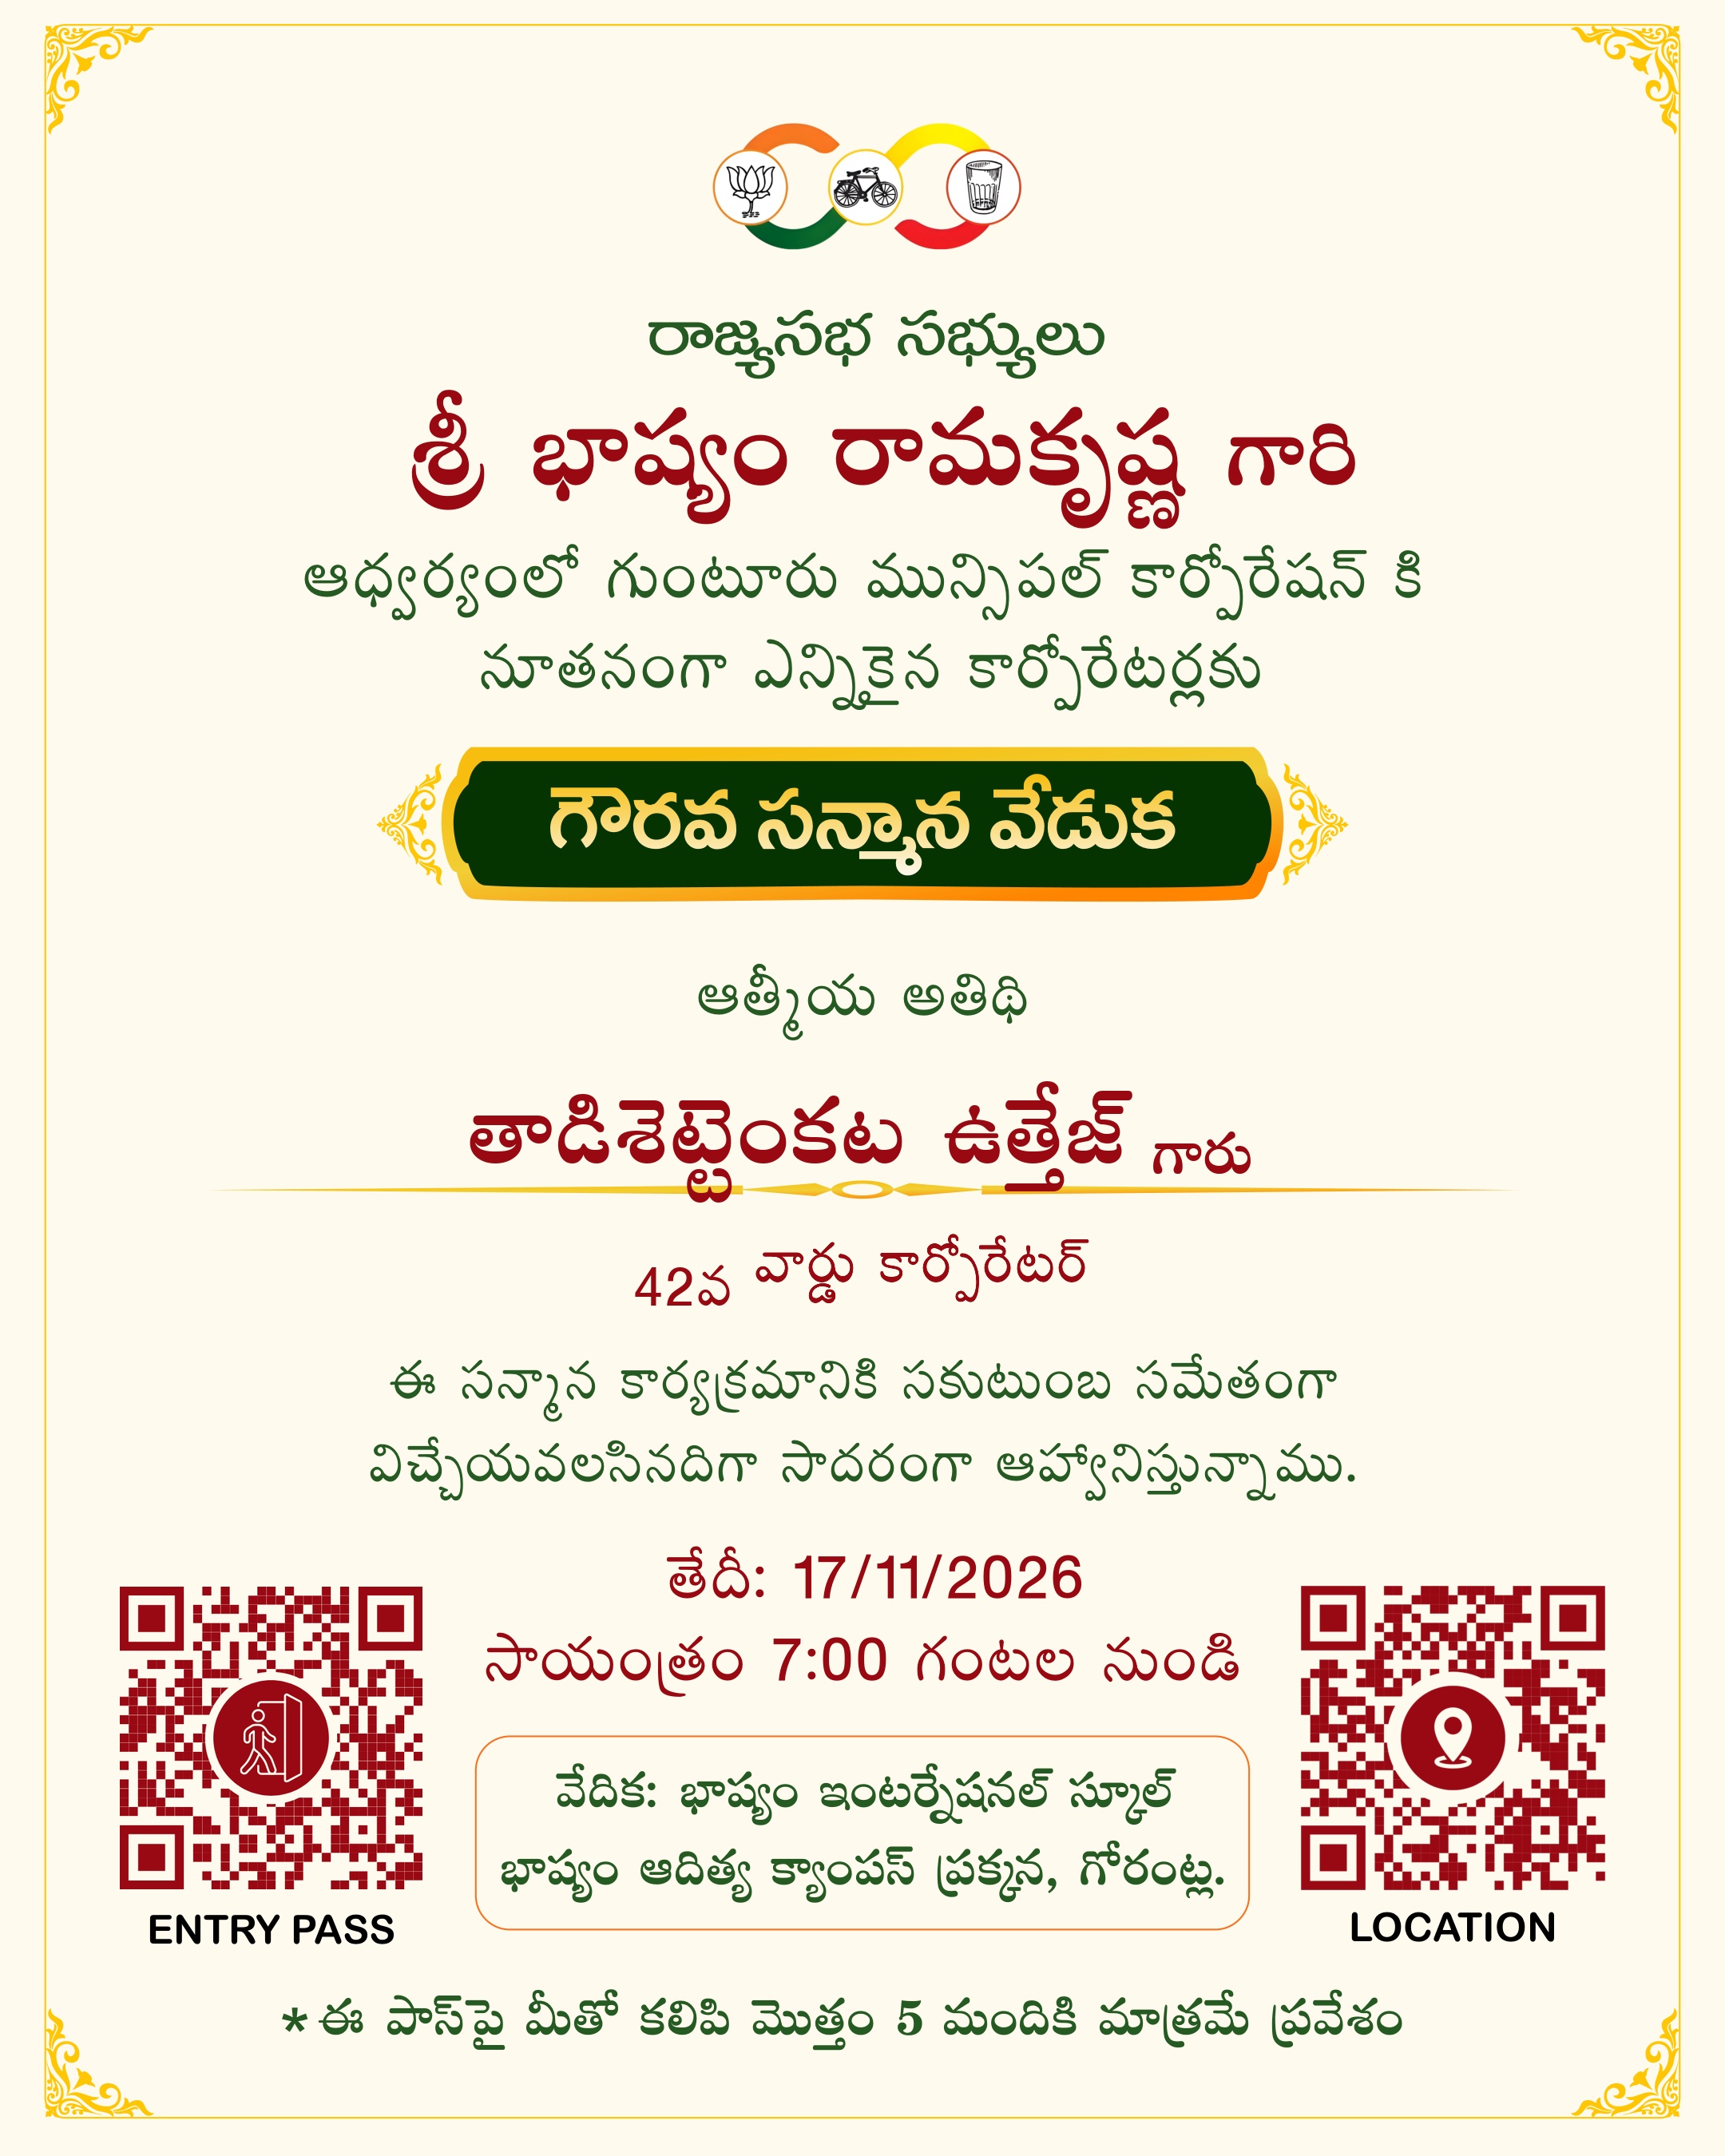 రాజ్యసభ సభ్యులు
శ్రీ భాష్యం రామకృష్ణ గారి
ఆధ్వర్యంలో గుంటూరు మున్సిపల్ కార్పోరేషన్ కి
నూతనంగా ఎన్నికైన కార్పోరేటర్లకు
గౌరవ సన్మాన వేడుక
ఆత్మీయ అతిథి
తాడిశెట్టెంకట ఉత్తేజ్ గారు
42వ వార్డు కార్పోరేటర్
ఈ సన్మాన కార్యక్రమానికి సకుటుంబ సమేతంగా
విచ్చేయవలసినదిగా సాదరంగా ఆహ్వానిస్తున్నాము.
తేదీ: 17/11/2026
సాయంత్రం 7:00 గంటల నుండి
వేదిక: భాష్యం ఇంటర్నేషనల్ స్కూల్
భాష్యం ఆదిత్య క్యాంపస్ ప్రక్కన, గోరంట్ల.
ENTRY PASS
LOCATION
*ఈ పాస్‌పై మీతో కలిపి మొత్తం 5 మందికి మాత్రమే ప్రవేశం